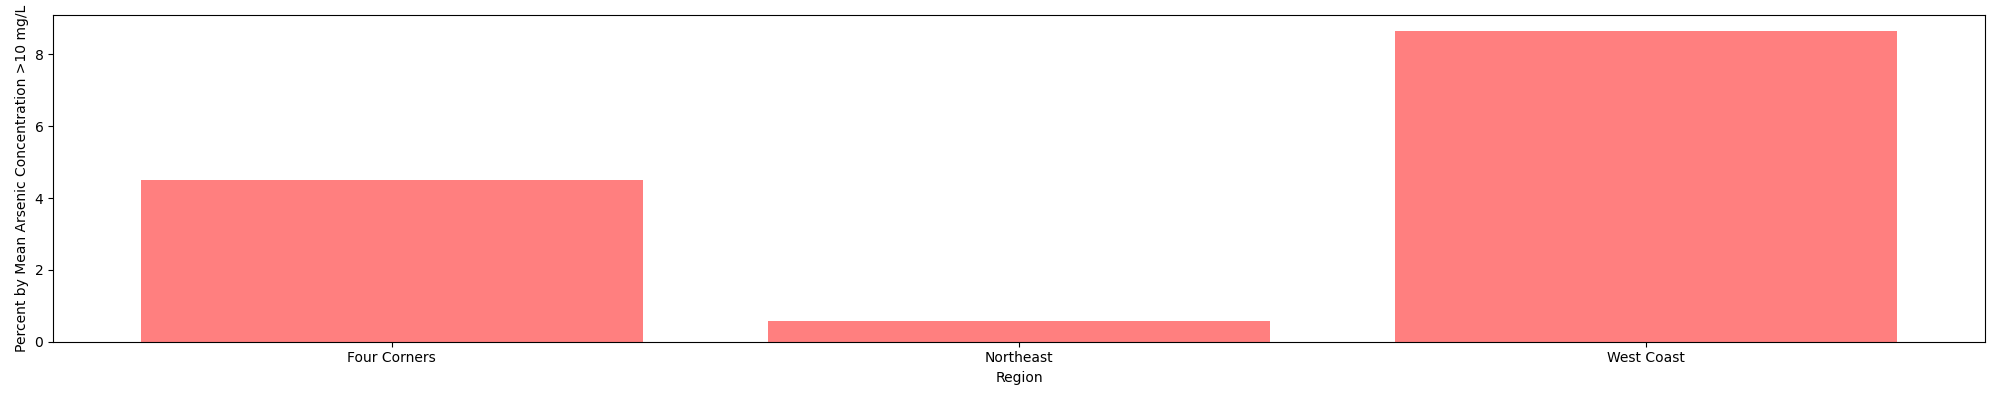 Percent by Mean Arsenic Concentration >10 mg/L
8
6
4
2
0
Four Corners Northeast West Coast
Region